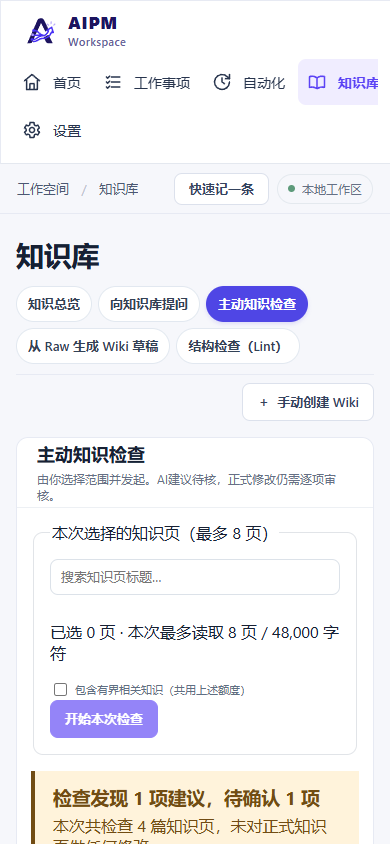 AIPM
Workspace
首页
工作事项
自动化
知识库
设置
工作空间 / 知识库
快速记一条
本地工作区
知识库
知识总览
向知识库提问
主动知识检查
从 Raw 生成 Wiki 草稿
结构检查（Lint）
+ 手动创建 Wiki
主动知识检查
由你选择范围并发起。AI建议待核，正式修改仍需逐项审
核。
本次选择的知识页（最多 8 页）
搜索知识页标题...
已选 0 页 · 本次最多读取 8 页 / 48,000 字
符
包含有界相关知识（共用上述额度）
开始本次检查
检查发现 1 项建议，待确认 1 项
本次共检查 4 篇知识页，未对正式知识
页做任何修改